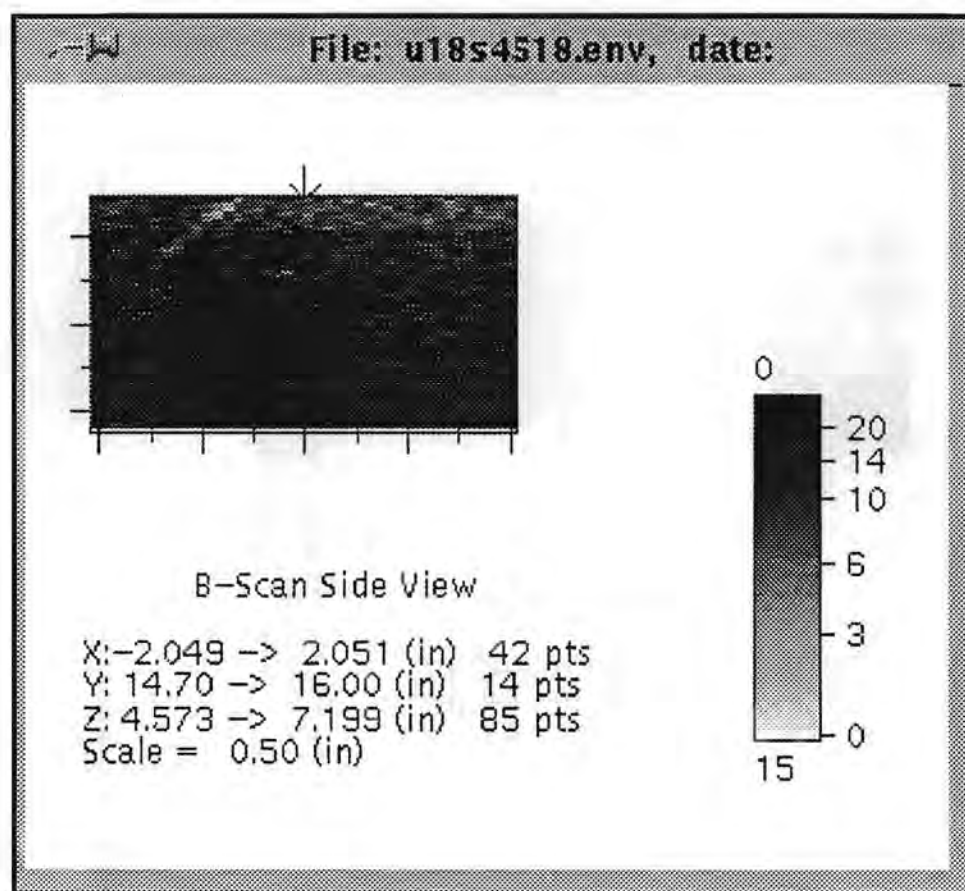 File: u18s4518.env, date:
0
20
14
10
6
3
0
15
B-Scan Side View
X:-2.049 -> 2.051 (in) 42 pts
Y: 14.70 -> 16.00 (in) 14 pts
Z: 4.573 -> 7.199 (in) 85 pts
Scale = 0.50 (in)